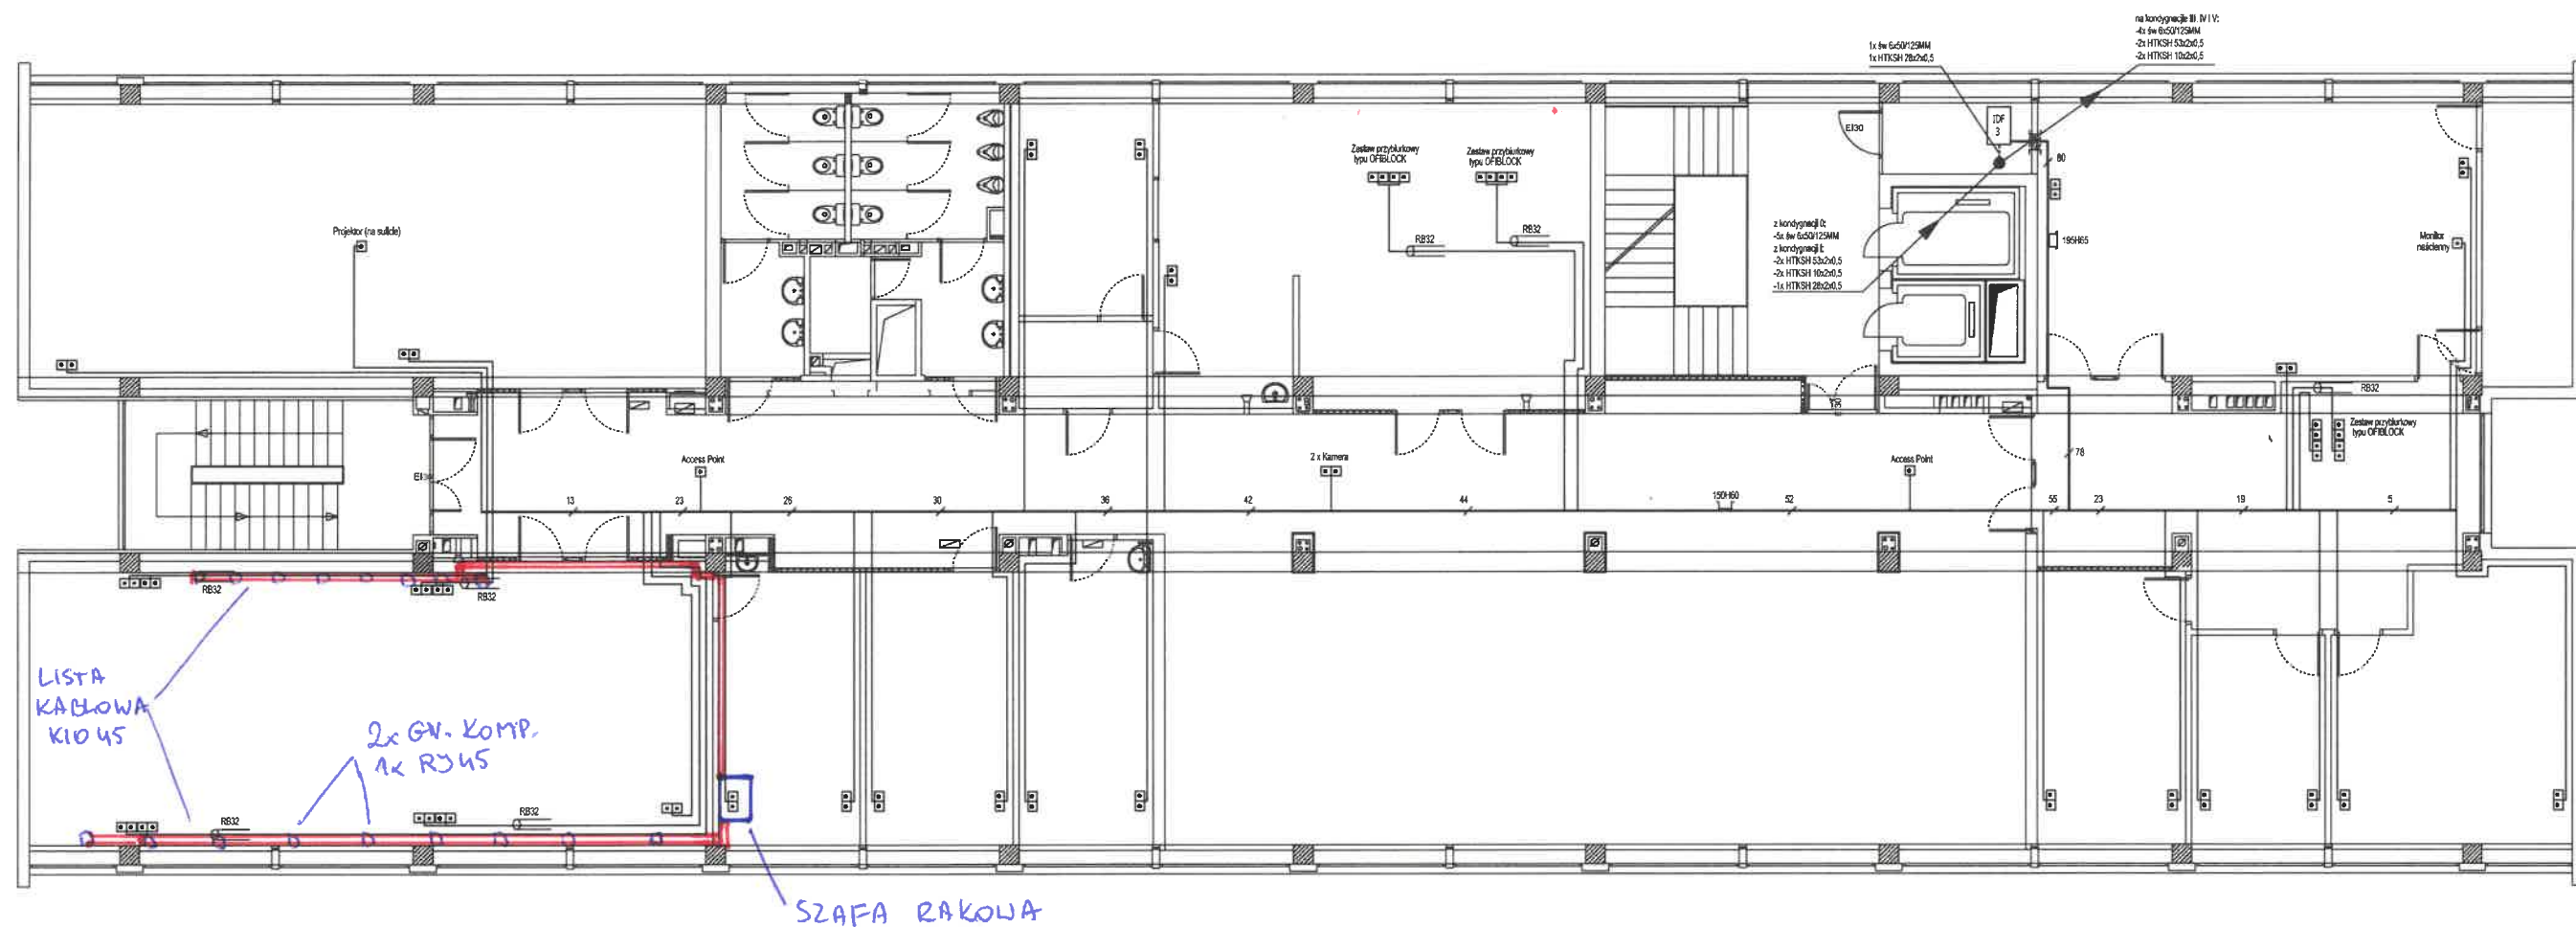 na kondygnacje III, IV i V:
-4x św 6x50/125MM
-2x HTKSH 53x2x0,5
-2x HTKSH 10x2x0,5
1x św 6x50/125MM
1x HTKSH 28x2x0,5
IDF
3
EI30
80
Zestaw przybiurkowy
typu OFIBLOCK
Zestaw przybiurkowy
typu OFIBLOCK
Projektor (na suficie)
RB32
RB32
z kondygnacji 0:
-5x św 6x50/125MM
z kondygnacji I:
-2x HTKSH 53x2x0,5
-2x HTKSH 10x2x0,5
-1x HTKSH 28x2x0,5
195H65
Monitor
naścienny
RB32
Zestaw przybiurkowy
typu OFIBLOCK
EI30
Access Point
2 x Kamera
Access Point
78
13
23
26
30
36
42
44
150H60
52
55
23
19
5
RB32
RB32
LISTA
KABLOWA
KIO 45
2x GN. KOMP.
1x RJ45
RB32
RB32
SZAFA RAKOWA